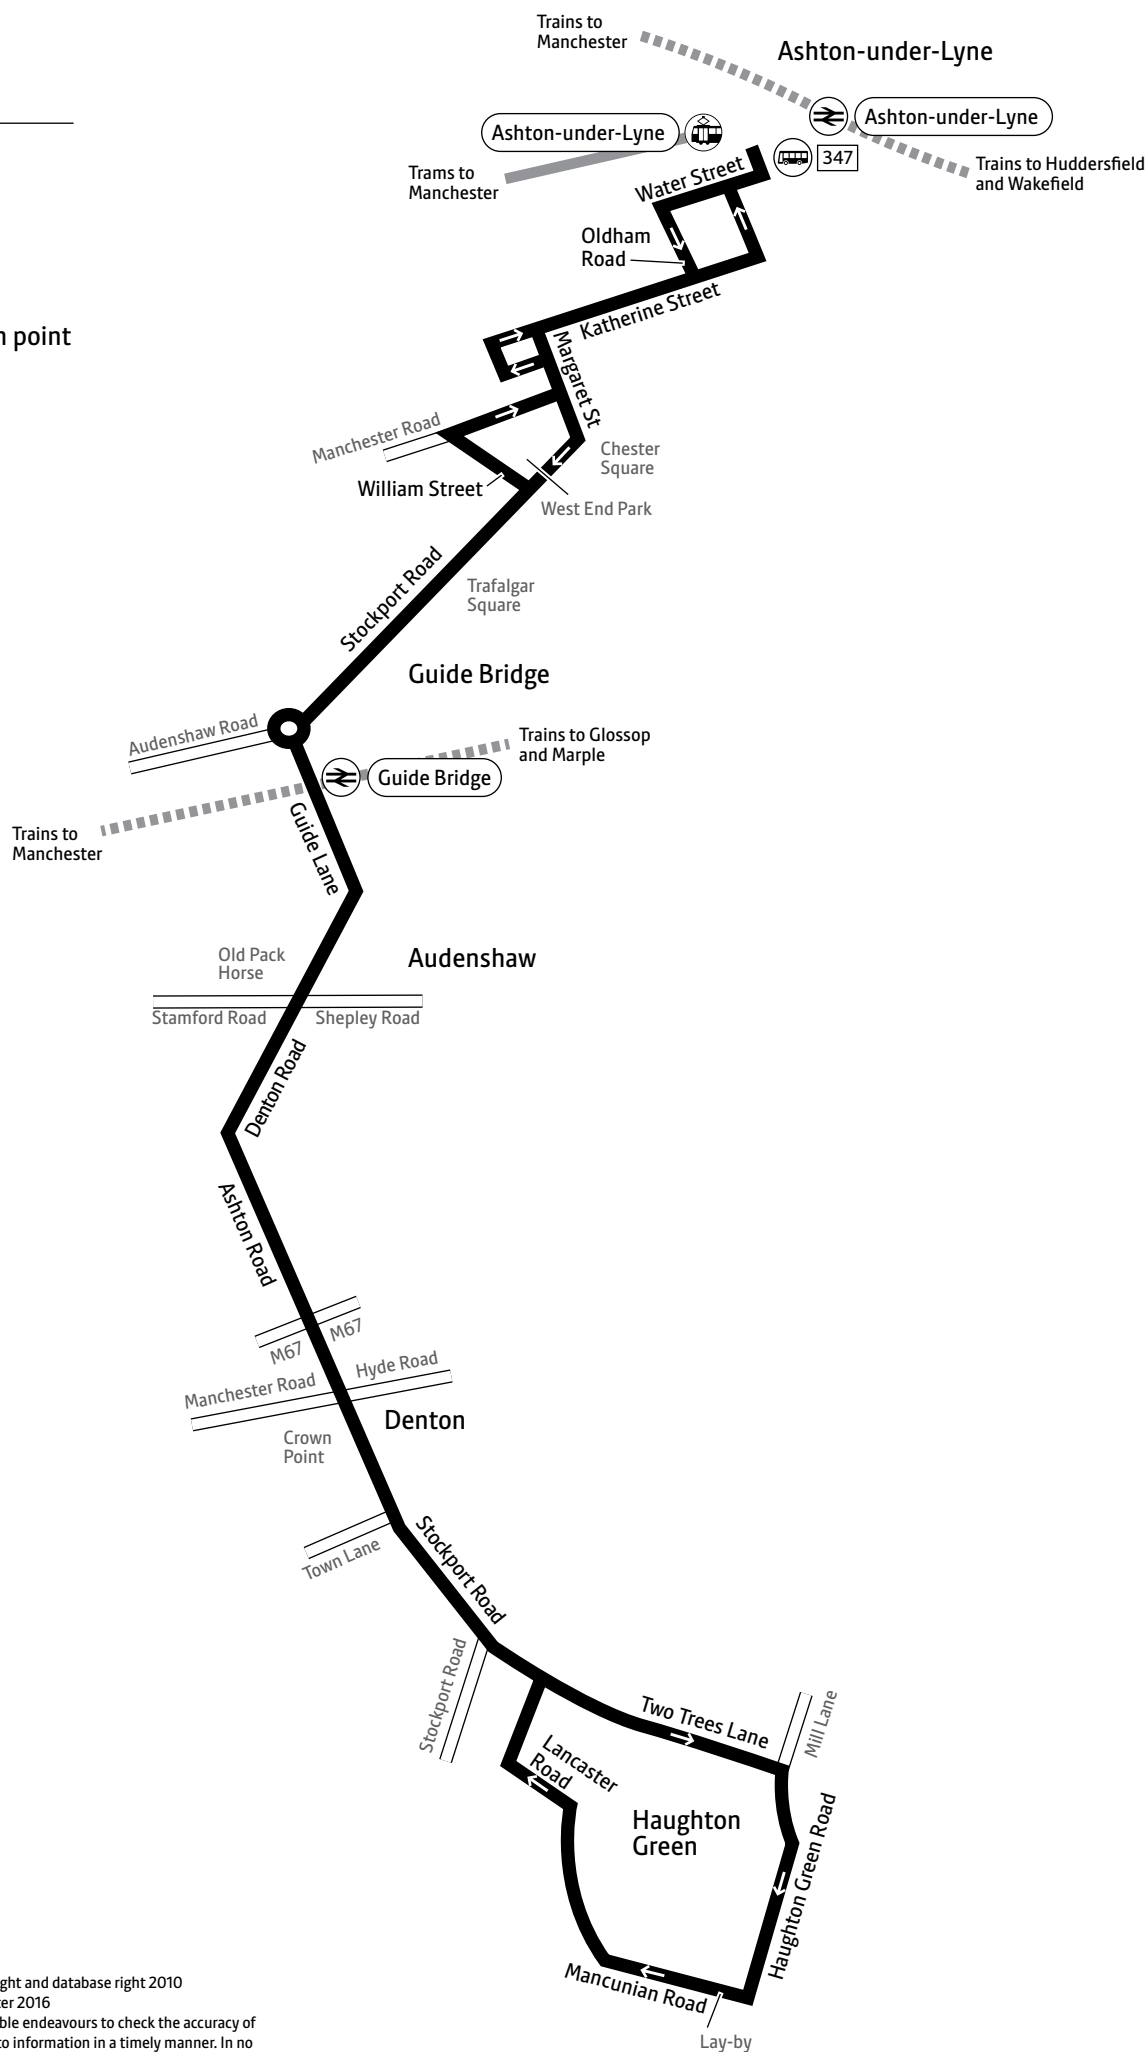 Trains to
Manchester
Ashton-under-Lyne
Ashton-under-Lyne
Ashton-under-Lyne
347
Trams to
Manchester
Trains to Huddersfield
and Wakefield
Water Street
Oldham
Road
Katherine Street
n point
Margaret St
Manchester Road
Chester
Square
William Street
West End Park
Stockport Road
Trafalgar
Square
Guide Bridge
Audenshaw Road
Trains to Glossop
and Marple
Guide Bridge
Trains to
Manchester
Guide Lane
Old Pack
Horse
Audenshaw
Stamford Road
Shepley Road
Denton Road
Ashton Road
M67
M67
Manchester Road
Hyde Road
Denton
Crown
Point
Town Lane
Stockport Road
Stockport Road
Two Trees Lane
Mill Lane
Lancaster
Road
Haughton
Green
Haughton Green Road
Mancunian Road
Lay-by
ght and database right 2010
er 2016
ble endeavours to check the accuracy of
to information in a timely manner. In no